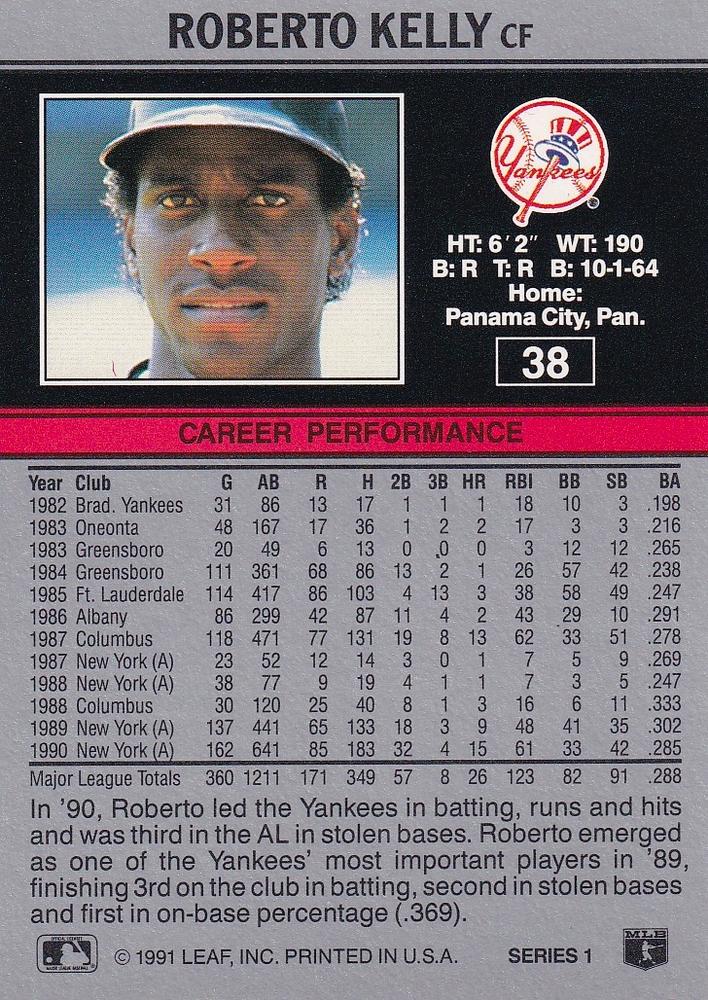 ROBERTO KELLY CF
Yankees
HT: 6'2" WT: 190
B: R T: R B: 10-1-64
Home:
Panama City, Pan.
38
CAREER PERFORMANCE
Year Club G AB R H 2B 3B HR RBI BB SB BA
1982 Brad. Yankees 31 86 13 17 1 1 1 18 10 3 .198
1983 Oneonta 48 167 17 36 1 2 2 17 3 3 .216
1983 Greensboro 20 49 6 13 0 0 0 3 12 12 .265
1984 Greensboro 111 361 68 86 13 2 1 26 57 42 .238
1985 Ft. Lauderdale 114 417 86 103 4 13 3 38 58 49 .247
1986 Albany 86 299 42 87 11 4 2 43 29 10 .291
1987 Columbus 118 471 77 131 19 8 13 62 33 51 .278
1987 New York (A) 23 52 12 14 3 0 1 7 5 9 .269
1988 New York (A) 38 77 9 19 4 1 1 7 3 5 .247
1988 Columbus 30 120 25 40 8 1 3 16 6 11 .333
1989 New York (A) 137 441 65 133 18 3 9 48 41 35 .302
1990 New York (A) 162 641 85 183 32 4 15 61 33 42 .285
Major League Totals 360 1211 171 349 57 8 26 123 82 91 .288
In '90, Roberto led the Yankees in batting, runs and hits
and was third in the AL in stolen bases. Roberto emerged
as one of the Yankees' most important players in '89,
finishing 3rd on the club in batting, second in stolen bases
and first in on-base percentage (.369).
© 1991 LEAF, INC. PRINTED IN U.S.A. SERIES 1
MLB